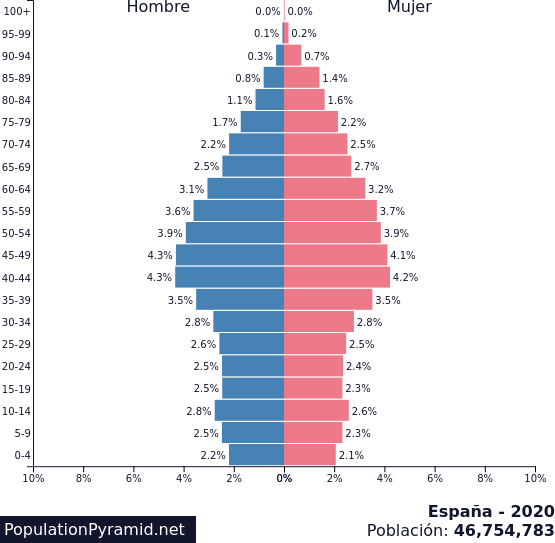 Hombre Mujer
100+ 0.0% 0.0%
95-99 0.1% 0.2%
90-94 0.3% 0.7%
85-89 0.8% 1.4%
80-84 1.1% 1.6%
75-79 1.7% 2.2%
70-74 2.2% 2.5%
65-69 2.5% 2.7%
60-64 3.1% 3.2%
55-59 3.6% 3.7%
50-54 3.9% 3.9%
45-49 4.3% 4.1%
40-44 4.3% 4.2%
35-39 3.5% 3.5%
30-34 2.8% 2.8%
25-29 2.6% 2.5%
20-24 2.5% 2.4%
15-19 2.5% 2.3%
10-14 2.8% 2.6%
5-9 2.5% 2.3%
0-4 2.2% 2.1%
10% 8% 6% 4% 2% 0% 2% 4% 6% 8% 10%
España - 2020
PopulationPyramid.net Población: 46,754,783